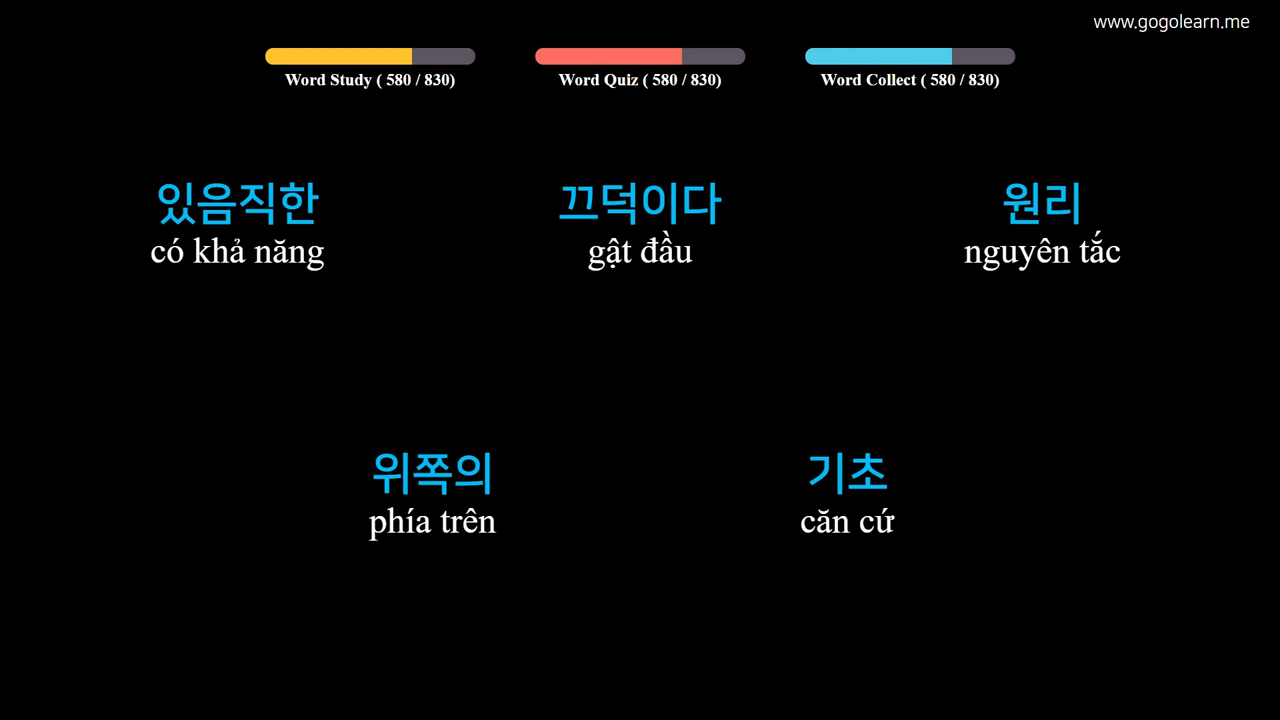 www.gogolearn.me
Word Study ( 580 / 830)
Word Quiz ( 580 / 830)
Word Collect ( 580 / 830)
있음직한
có khả năng
끄덕이다
gật đầu
원리
nguyên tắc
위쪽의
phía trên
기초
căn cứ